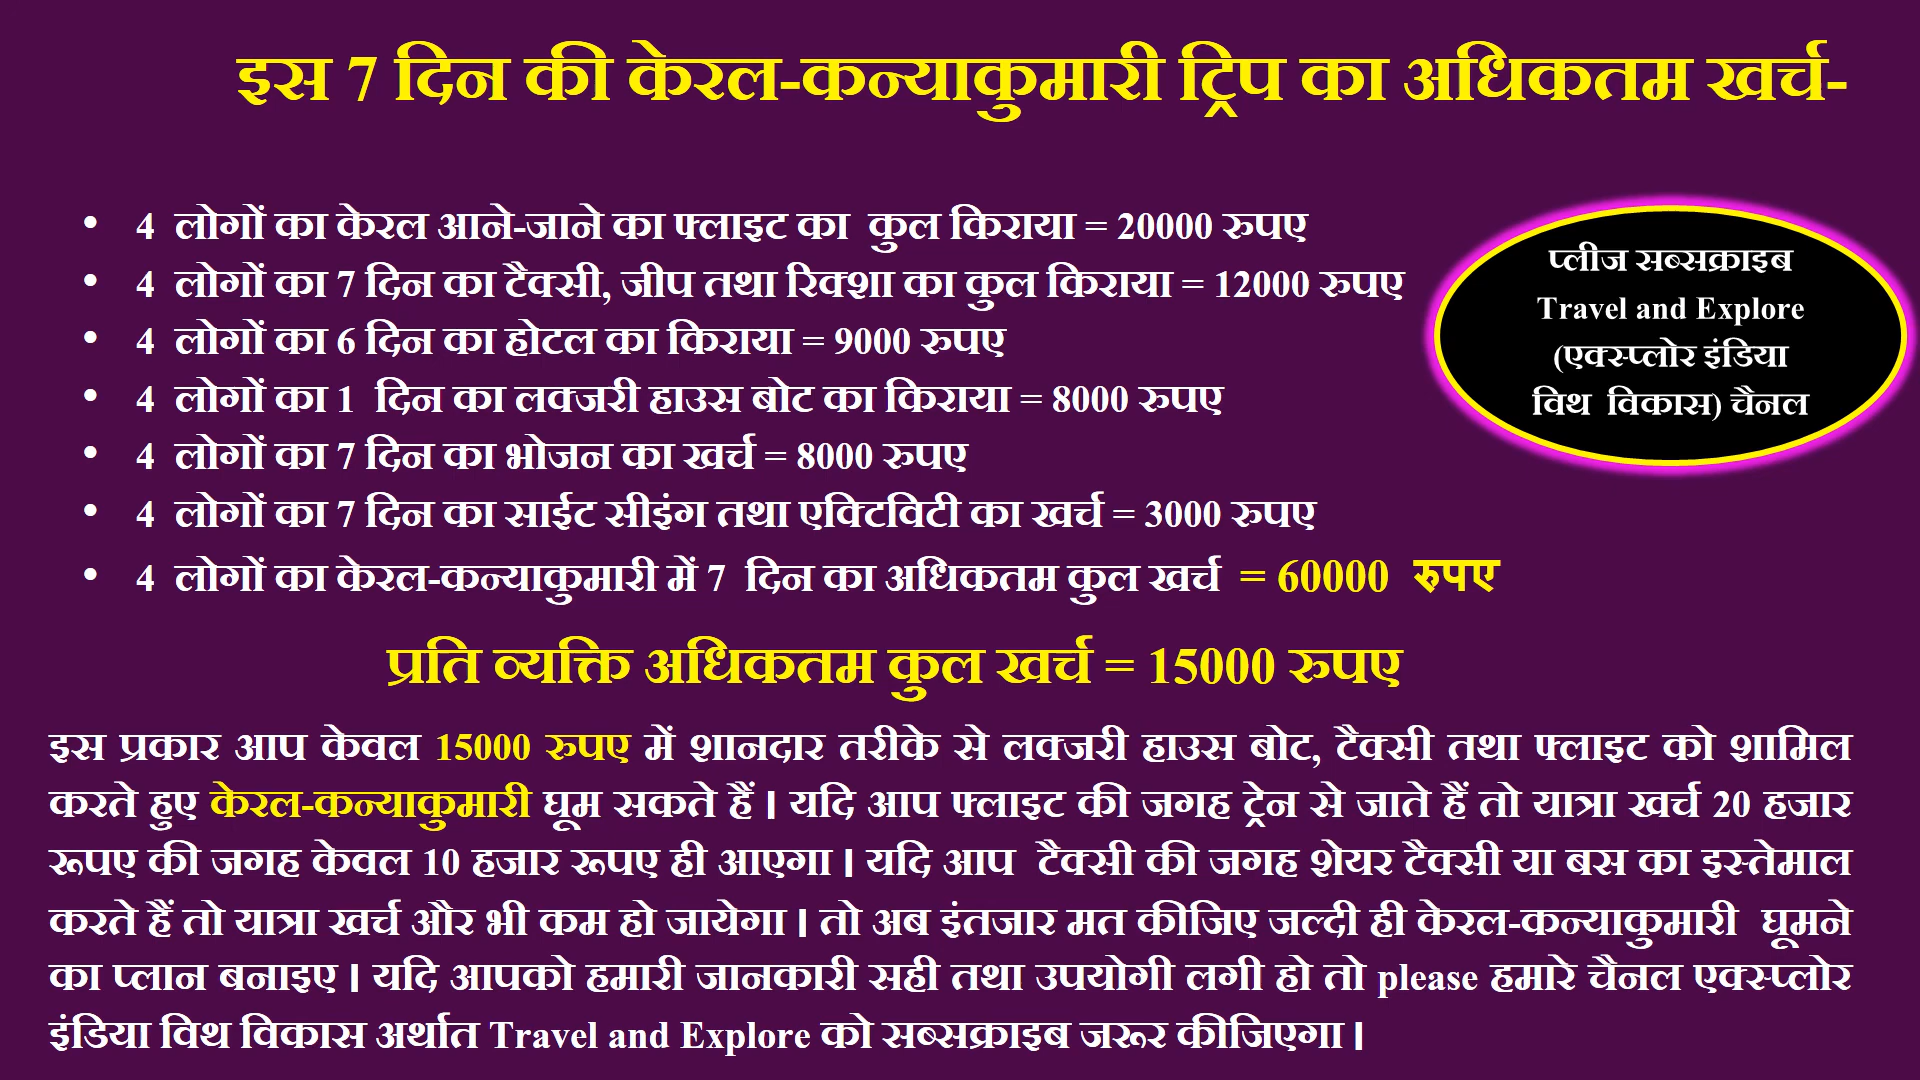 इस 7 दिन की केरल-कन्याकुमारी ट्रिप का अधिकतम खर्च-
• 4 लोगों का केरल आने-जाने का फ्लाइट का कुल किराया = 20000 रुपए
• 4 लोगों का 7 दिन का टैक्सी, जीप तथा रिक्शा का कुल किराया = 12000 रुपए
• 4 लोगों का 6 दिन का होटल का किराया = 9000 रुपए
• 4 लोगों का 1 दिन का लक्जरी हाउस बोट का किराया = 8000 रुपए
• 4 लोगों का 7 दिन का भोजन का खर्च = 8000 रुपए
• 4 लोगों का 7 दिन का साईट सीइंग तथा एक्टिविटी का खर्च = 3000 रुपए
• 4 लोगों का केरल-कन्याकुमारी में 7 दिन का अधिकतम कुल खर्च = 60000 रुपए
प्लीज सब्सक्राइब
Travel and Explore
(एक्स्प्लोर इंडिया
विथ विकास) चैनल
प्रति व्यक्ति अधिकतम कुल खर्च = 15000 रुपए
इस प्रकार आप केवल 15000 रुपए में शानदार तरीके से लक्जरी हाउस बोट, टैक्सी तथा फ्लाइट को शामिल
करते हुए केरल-कन्याकुमारी घूम सकते हैं। यदि आप फ्लाइट की जगह ट्रेन से जाते हैं तो यात्रा खर्च 20 हजार
रूपए की जगह केवल 10 हजार रूपए ही आएगा। यदि आप टैक्सी की जगह शेयर टैक्सी या बस का इस्तेमाल
करते हैं तो यात्रा खर्च और भी कम हो जायेगा। तो अब इंतजार मत कीजिए जल्दी ही केरल-कन्याकुमारी घूमने
का प्लान बनाइए। यदि आपको हमारी जानकारी सही तथा उपयोगी लगी हो तो please हमारे चैनल एक्स्प्लोर
इंडिया विथ विकास अर्थात Travel and Explore को सब्सक्राइब जरूर कीजिएगा।